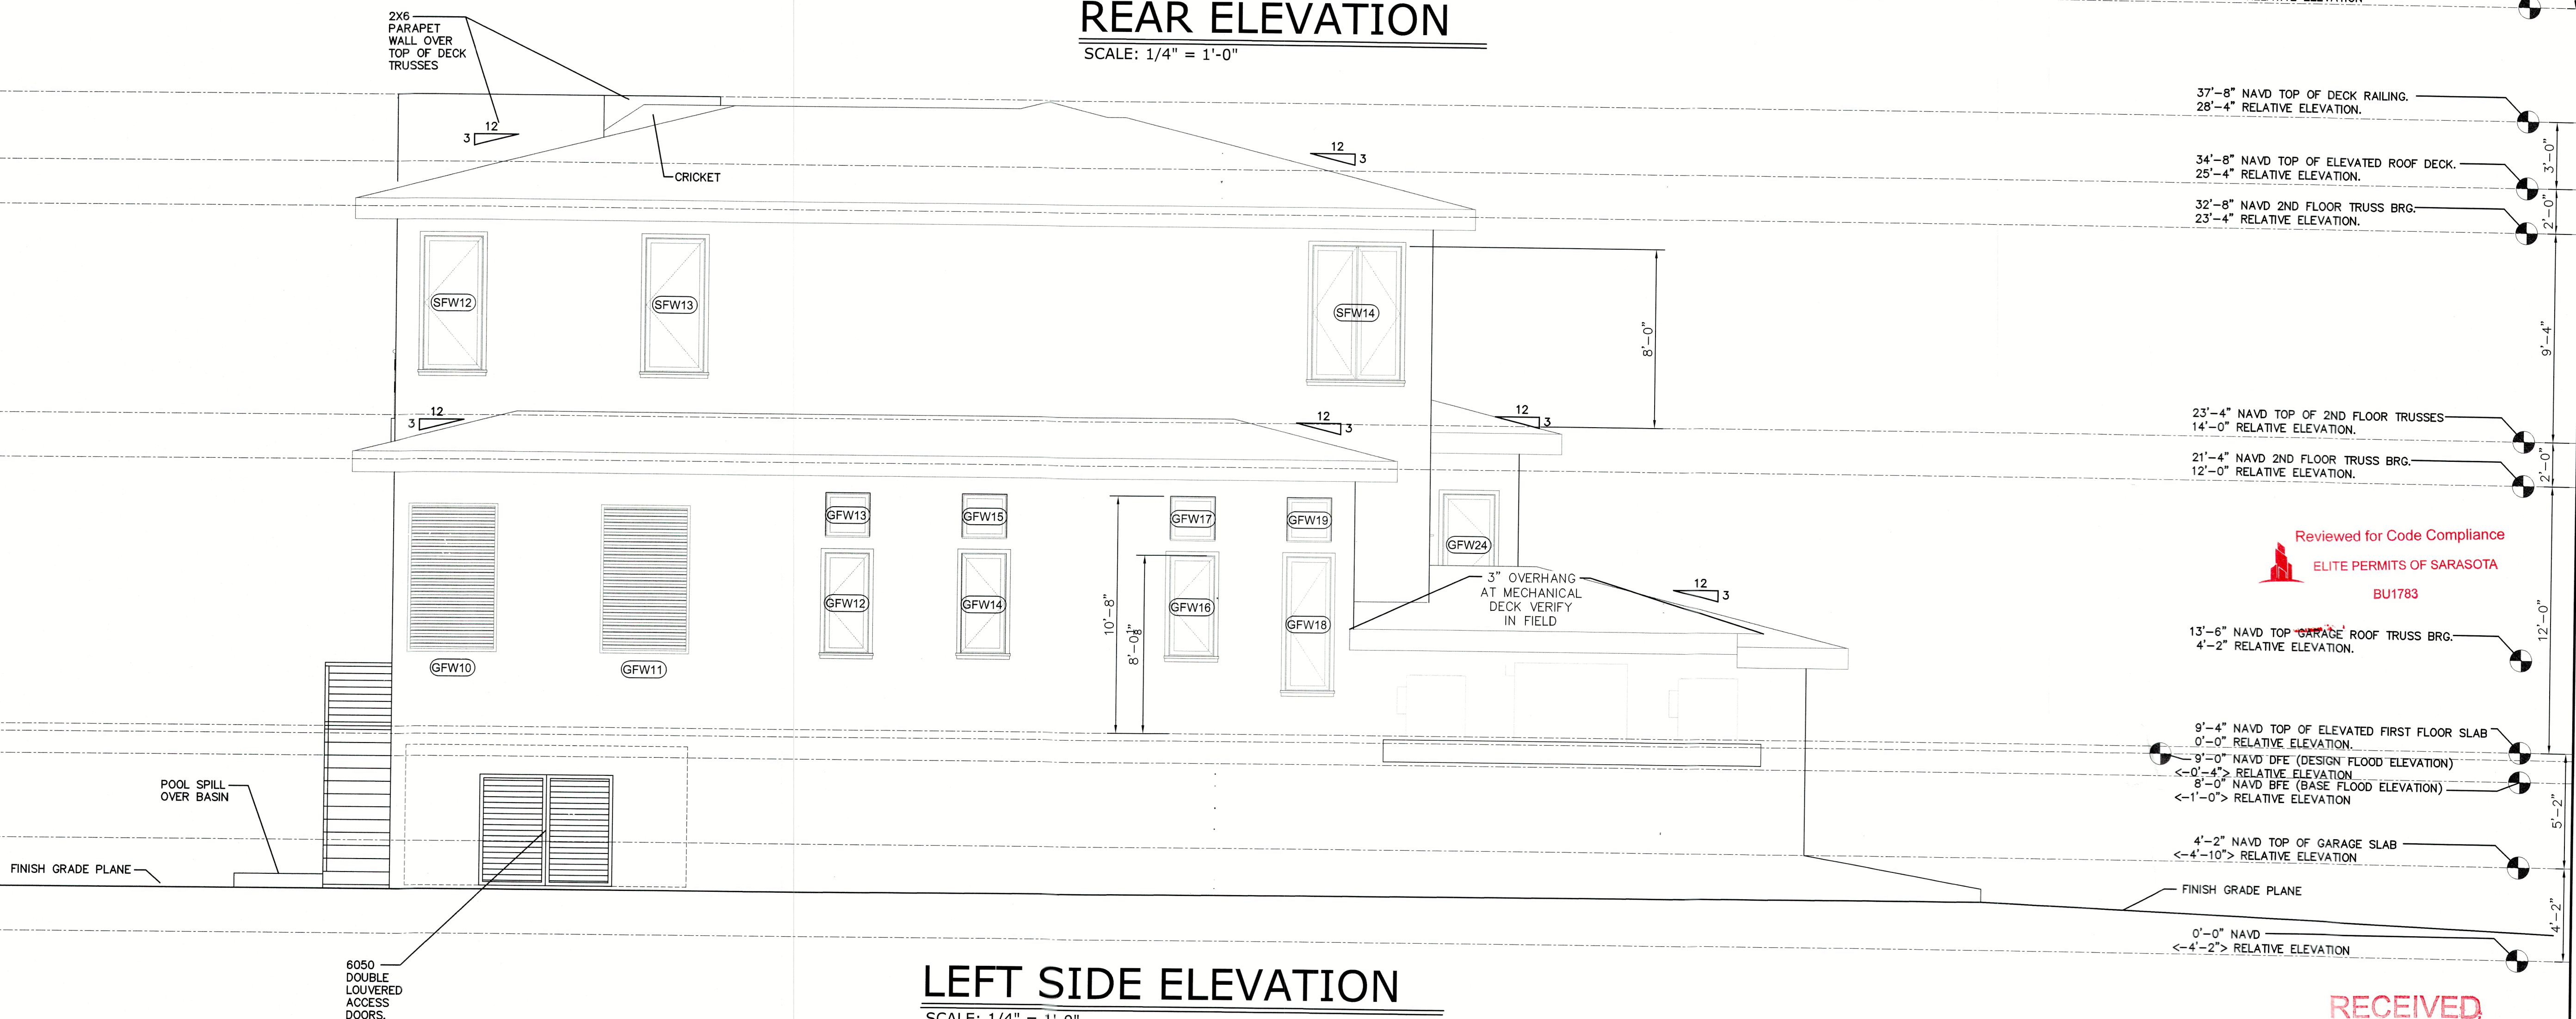 REAR ELEVATION
SCALE: 1/4" = 1'-0"
2X6
PARAPET
WALL OVER
TOP OF DECK
TRUSSES
12
3
CRICKET
12
3
37'-8" NAVD TOP OF DECK RAILING.
28'-4" RELATIVE ELEVATION.
3'-0"
34'-8" NAVD TOP OF ELEVATED ROOF DECK.
25'-4" RELATIVE ELEVATION.
2'-0"
32'-8" NAVD 2ND FLOOR TRUSS BRG.
23'-4" RELATIVE ELEVATION.
SFW12
SFW13
SFW14
8'-0"
9'-4"
12
3
12
3
12
3
23'-4" NAVD TOP OF 2ND FLOOR TRUSSES
14'-0" RELATIVE ELEVATION.
2'-0"
21'-4" NAVD 2ND FLOOR TRUSS BRG.
12'-0" RELATIVE ELEVATION.
GFW13
GFW15
GFW17
GFW19
GFW24
Reviewed for Code Compliance
ELITE PERMITS OF SARASOTA
BU1783
3" OVERHANG
AT MECHANICAL
DECK VERIFY
IN FIELD
12
3
GFW12
GFW14
GFW16
GFW18
10'-8"
12'-0"
GFW10
GFW11
13'-6" NAVD TOP GARAGE ROOF TRUSS BRG.
4'-2" RELATIVE ELEVATION.
9'-4" NAVD TOP OF ELEVATED FIRST FLOOR SLAB
0'-0" RELATIVE ELEVATION.
9'-0" NAVD DFE (DESIGN FLOOD ELEVATION)
<-0'-4"> RELATIVE ELEVATION
8'-0" NAVD BFE (BASE FLOOD ELEVATION)
<-1'-0"> RELATIVE ELEVATION
5'-2"
POOL SPILL
OVER BASIN
4'-2" NAVD TOP OF GARAGE SLAB
<-4'-10"> RELATIVE ELEVATION
FINISH GRADE PLANE
FINISH GRADE PLANE
4'-2"
0'-0" NAVD
<-4'-2"> RELATIVE ELEVATION
6050
DOUBLE
LOUVERED
ACCESS
DOORS.
LEFT SIDE ELEVATION
SCALE: 1/4" = 1'-0"
RECEIVED